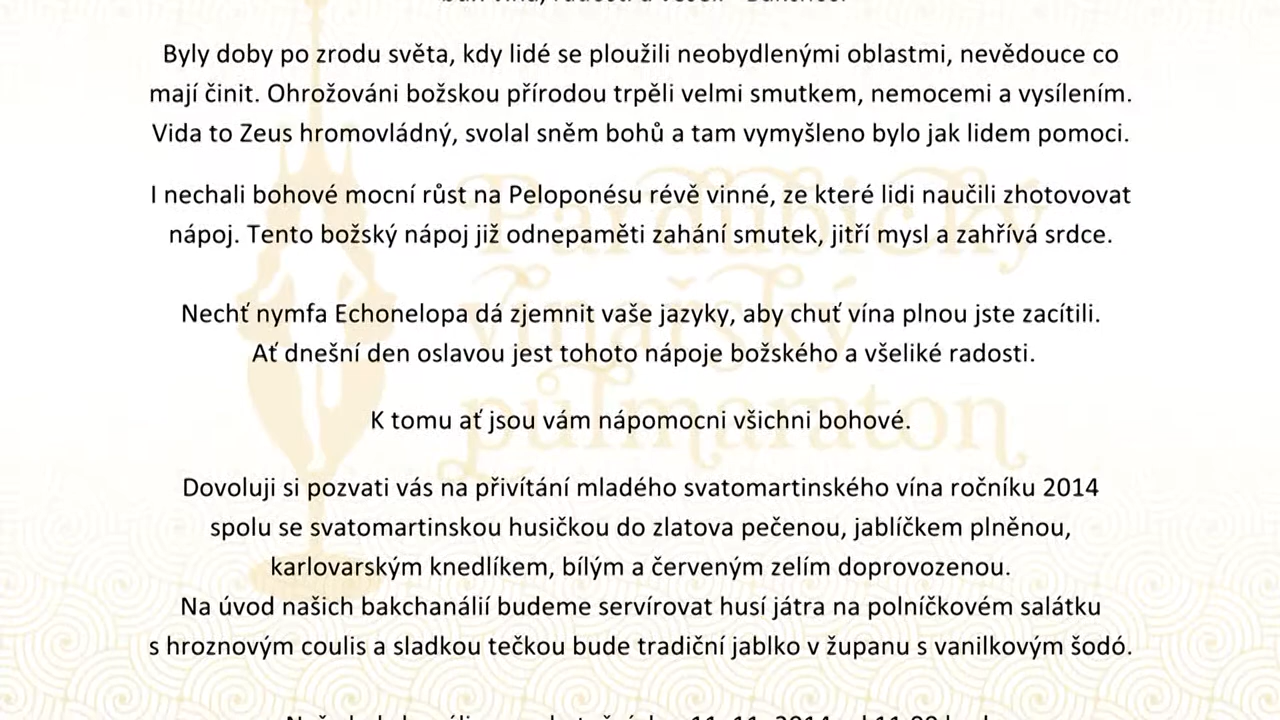 Byly doby po zrodu světa, kdy lidé se ploužili neobydlenými oblastmi, nevědouce co
mají činit. Ohrožováni božskou přírodou trpěli velmi smutkem, nemocemi a vysílením.
Vida to Zeus hromovládný, svolal sněm bohů a tam vymyšleno bylo jak lidem pomoci.
I nechali bohové mocní růst na Peloponésu révě vinné, ze které lidi naučili zhotovovat
nápoj. Tento božský nápoj již odnepaměti zahání smutek, jitří mysl a zahřívá srdce.
Nechť nymfa Echonelopa dá zjemnit vaše jazyky, aby chuť vína plnou jste zacítili.
Ať dnešní den oslavou jest tohoto nápoje božského a všeliké radosti.
K tomu ať jsou vám nápomocni všichni bohové.
Dovoluji si pozvati vás na přivítání mladého svatomartinského vína ročníku 2014
spolu se svatomartinskou husičkou do zlatova pečenou, jablíčkem plněnou,
karlovarským knedlíkem, bílým a červeným zelím doprovozenou.
Na úvod našich bakchanálií budeme servírovat husí játra na polníčkovém salátku
s hroznovým coulis a sladkou tečkou bude tradiční jablko v županu s vanilkovým šodó.
Pardubický
vinařský
půlmaraton